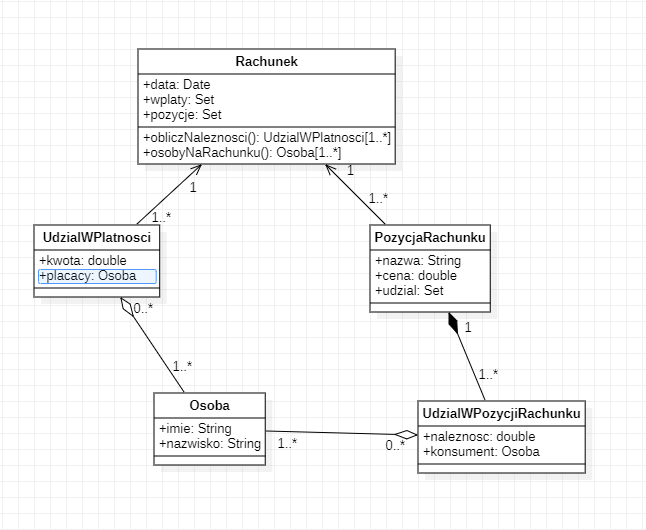 Rachunek
+data: Date
+wplaty: Set
+pozycje: Set
+obliczNaleznosci(): UdzialWPlatnosci[1..*]
+osobyNaRachunku(): Osoba[1..*]
1
1
1..*
1..*
UdzialWPlatnosci
+kwota: double
+placacy: Osoba
PozycjaRachunku
+nazwa: String
+cena: double
+udzial: Set
0..*
1
1..*
1..*
Osoba
+imie: String
+nazwisko: String
1..*
0..*
UdzialWPozycjiRachunku
+naleznosc: double
+konsument: Osoba